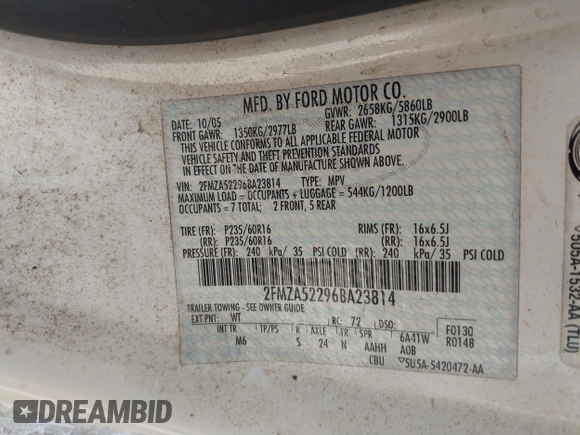 MFD. BY FORD MOTOR CO.
DATE: 10/05 GVWR: 2658KG/5860LB
FRONT GAWR: 1350KG/2977LB REAR GAWR: 1315KG/2900LB
THIS VEHICLE CONFORMS TO ALL APPLICABLE FEDERAL MOTOR
VEHICLE SAFETY AND THEFT PREVENTION STANDARDS
IN EFFECT ON THE DATE OF MANUFACTURE SHOWN ABOVE.
VIN: 2FMZA52296BA23814 TYPE: MPV
MAXIMUM LOAD = OCCUPANTS + LUGGAGE = 544KG/1200LB
OCCUPANTS = 7 TOTAL; 2 FRONT, 5 REAR
TIRE (FR): P235/60R16 RIMS (FR): 16x6.5J
(RR): P235/60R16 (RR): 16x6.5J
PRESSURE (FR): 240 kPa/ 35 PSI COLD (RR): 240 kPa/ 35 PSI COLD
2FMZA52296BA23814
TRAILER TOWING - SEE OWNER GUIDE
EXT PNT: WT RC: 72 DSO: F0130
INT TR TP/PS R AXLE TR SPR 6A41W R0148
M6 S 24 N AAHH A0B
CBU 5U5A-5420472-AA
DREAMBID